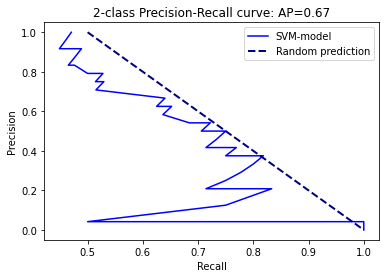 2-class Precision-Recall curve: AP=0.67
SVM-model
Random prediction
Precision
1.0
0.8
0.6
0.4
0.2
0.0
0.5
0.6
0.7
0.8
0.9
1.0
Recall